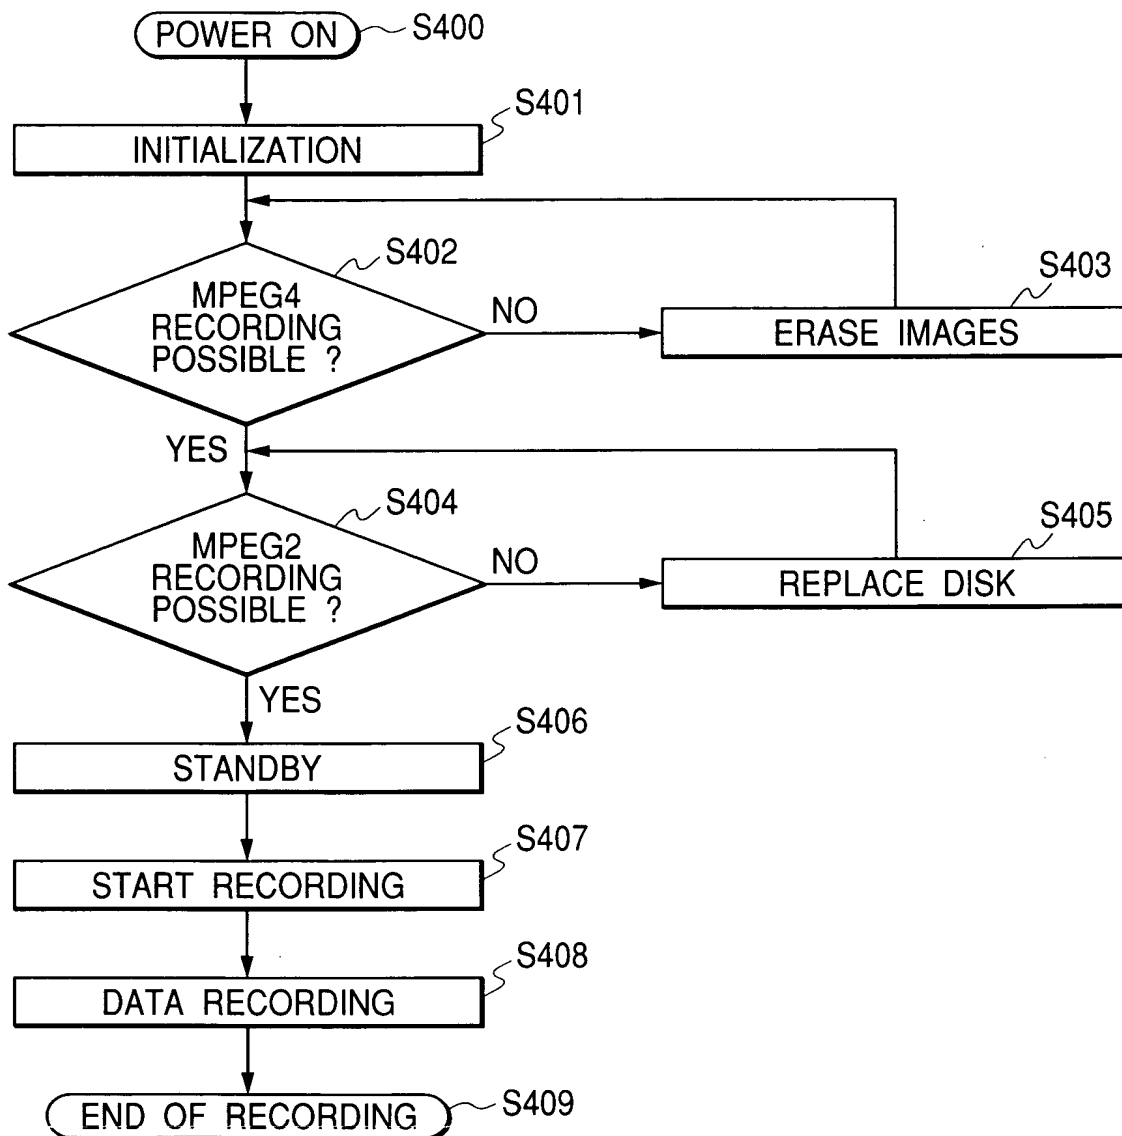 POWER ON
S400
S401
INITIALIZATION
S402
MPEG4
RECORDING
POSSIBLE ?
NO
S403
ERASE IMAGES
YES
S404
MPEG2
RECORDING
POSSIBLE ?
NO
S405
REPLACE DISK
YES
S406
STANDBY
S407
START RECORDING
S408
DATA RECORDING
END OF RECORDING
S409